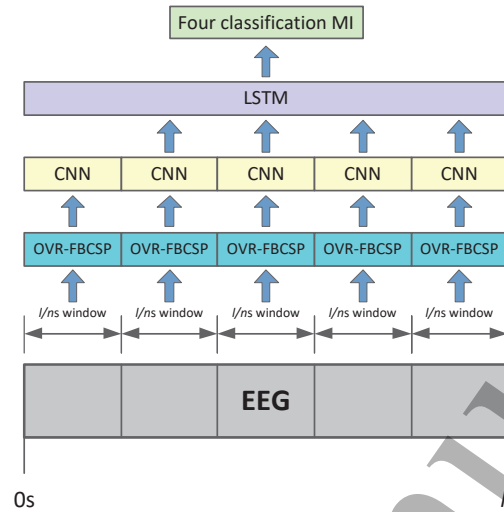 Four classification MI
LSTM
CNN CNN CNN CNN CNN
OVR-FBCSP OVR-FBCSP OVR-FBCSP OVR-FBCSP OVR-FBCSP
l/ns window l/ns window l/ns window l/ns window l/ns window
EEG
0s